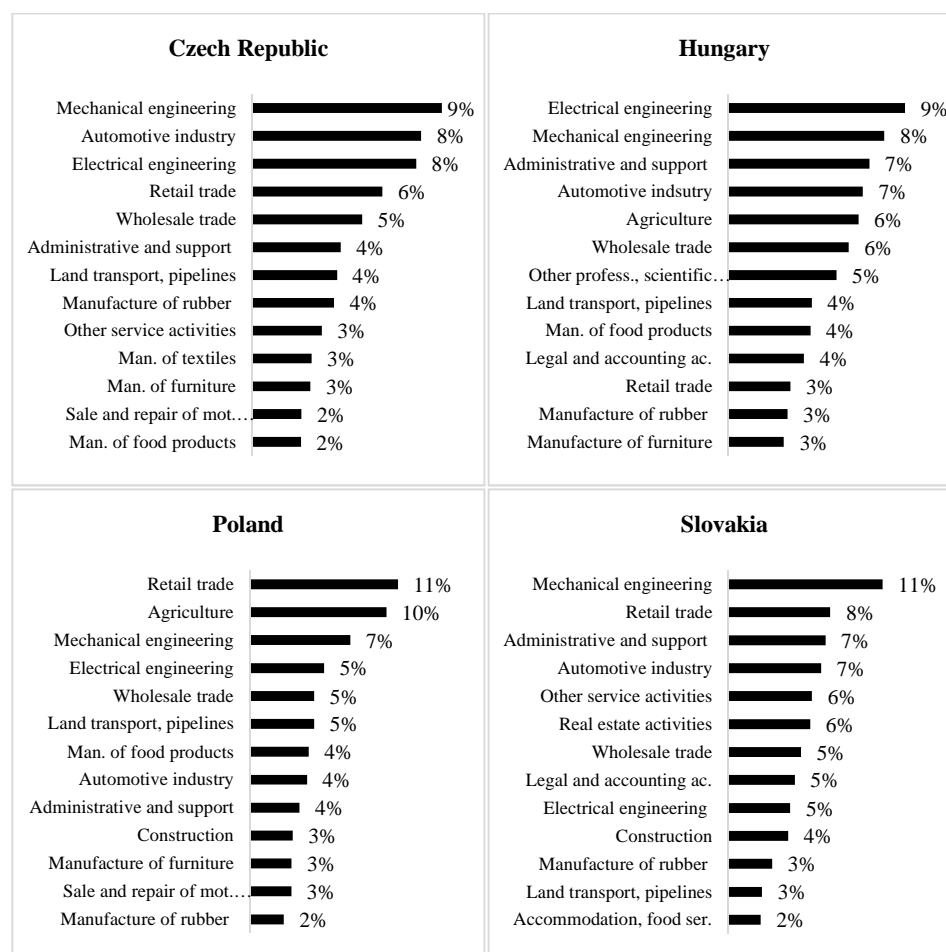 Czech Republic
Mechanical engineering 9%
Automotive industry 8%
Electrical engineering 8%
Retail trade 6%
Wholesale trade 5%
Administrative and support 4%
Land transport, pipelines 4%
Manufacture of rubber 4%
Other service activities 3%
Man. of textiles 3%
Man. of furniture 3%
Sale and repair of mot.… 2%
Man. of food products 2%
Hungary
Electrical engineering 9%
Mechanical engineering 8%
Administrative and support 7%
Automotive indsutry 7%
Agriculture 6%
Wholesale trade 6%
Other profess., scientific… 5%
Land transport, pipelines 4%
Man. of food products 4%
Legal and accounting ac. 4%
Retail trade 3%
Manufacture of rubber 3%
Manufacture of furniture 3%
Poland
Retail trade 11%
Agriculture 10%
Mechanical engineering 7%
Electrical engineering 5%
Wholesale trade 5%
Land transport, pipelines 5%
Man. of food products 4%
Automotive industry 4%
Administrative and support 4%
Construction 3%
Manufacture of furniture 3%
Sale and repair of mot.… 3%
Manufacture of rubber 2%
Slovakia
Mechanical engineering 11%
Retail trade 8%
Administrative and support 7%
Automotive industry 7%
Other service activities 6%
Real estate activities 6%
Wholesale trade 5%
Legal and accounting ac. 5%
Electrical engineering 5%
Construction 4%
Manufacture of rubber 3%
Land transport, pipelines 3%
Accommodation, food ser. 2%